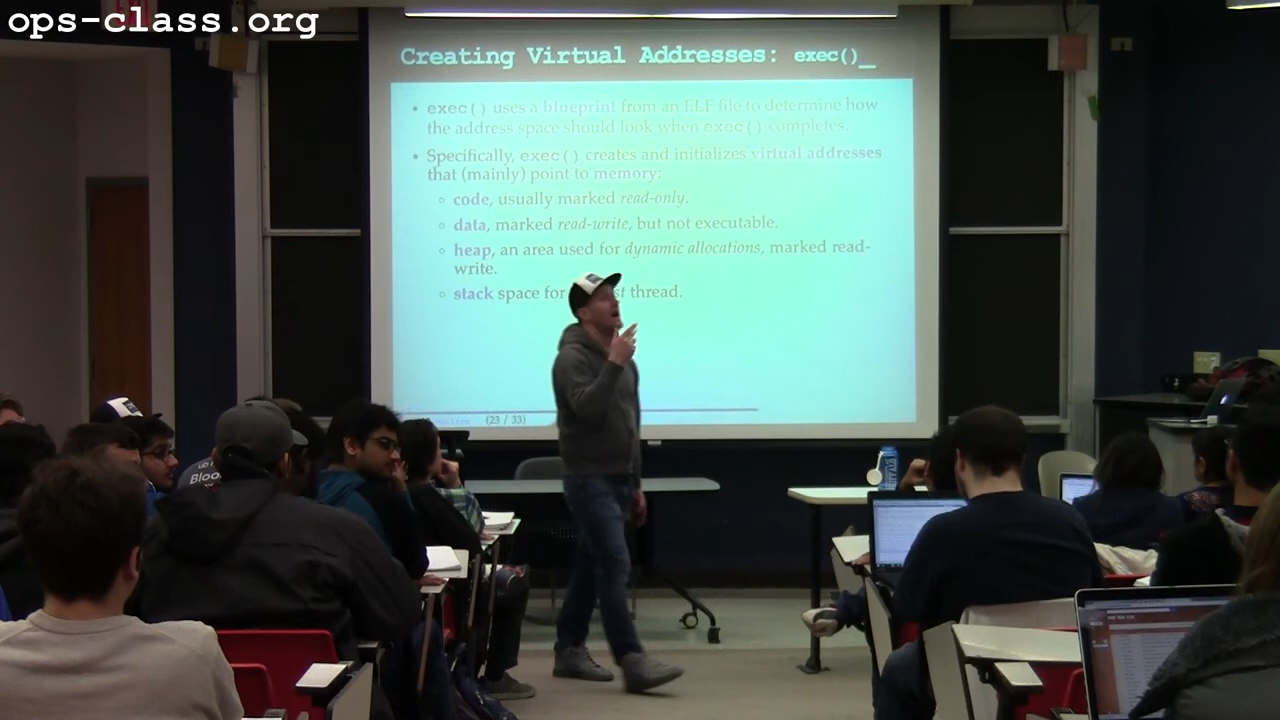 ops-class.org
Creating Virtual Addresses: exec()_
• exec() uses a blueprint from an ELF file to determine how
the address space should look when exec() completes.
• Specifically, exec() creates and initializes virtual addresses
that (mainly) point to memory:
◦ code, usually marked read-only.
◦ data, marked read-write, but not executable.
◦ heap, an area used for dynamic allocations, marked read-
write.
◦ stack space for st thread.
(23 / 33)
Bloo